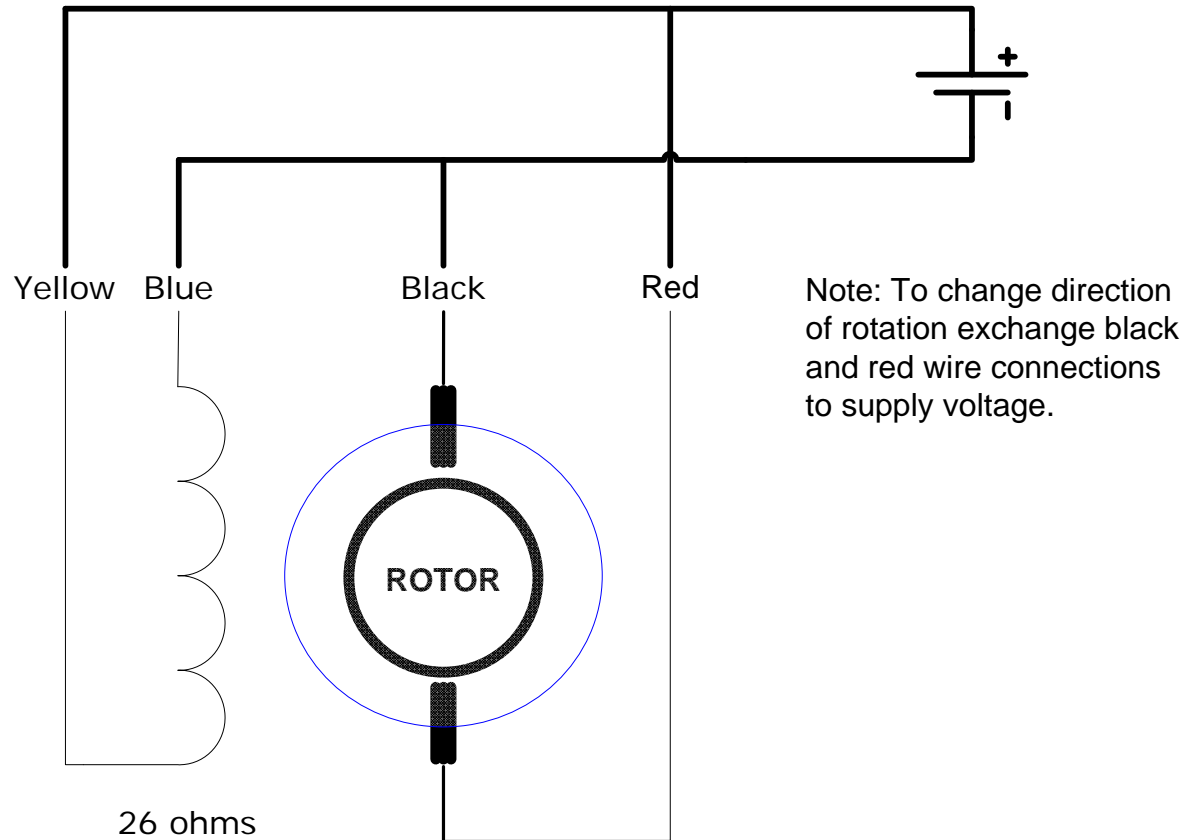 +
Yellow Blue Black Red
Note: To change direction
of rotation exchange black
and red wire connections
to supply voltage.
ROTOR
26 ohms